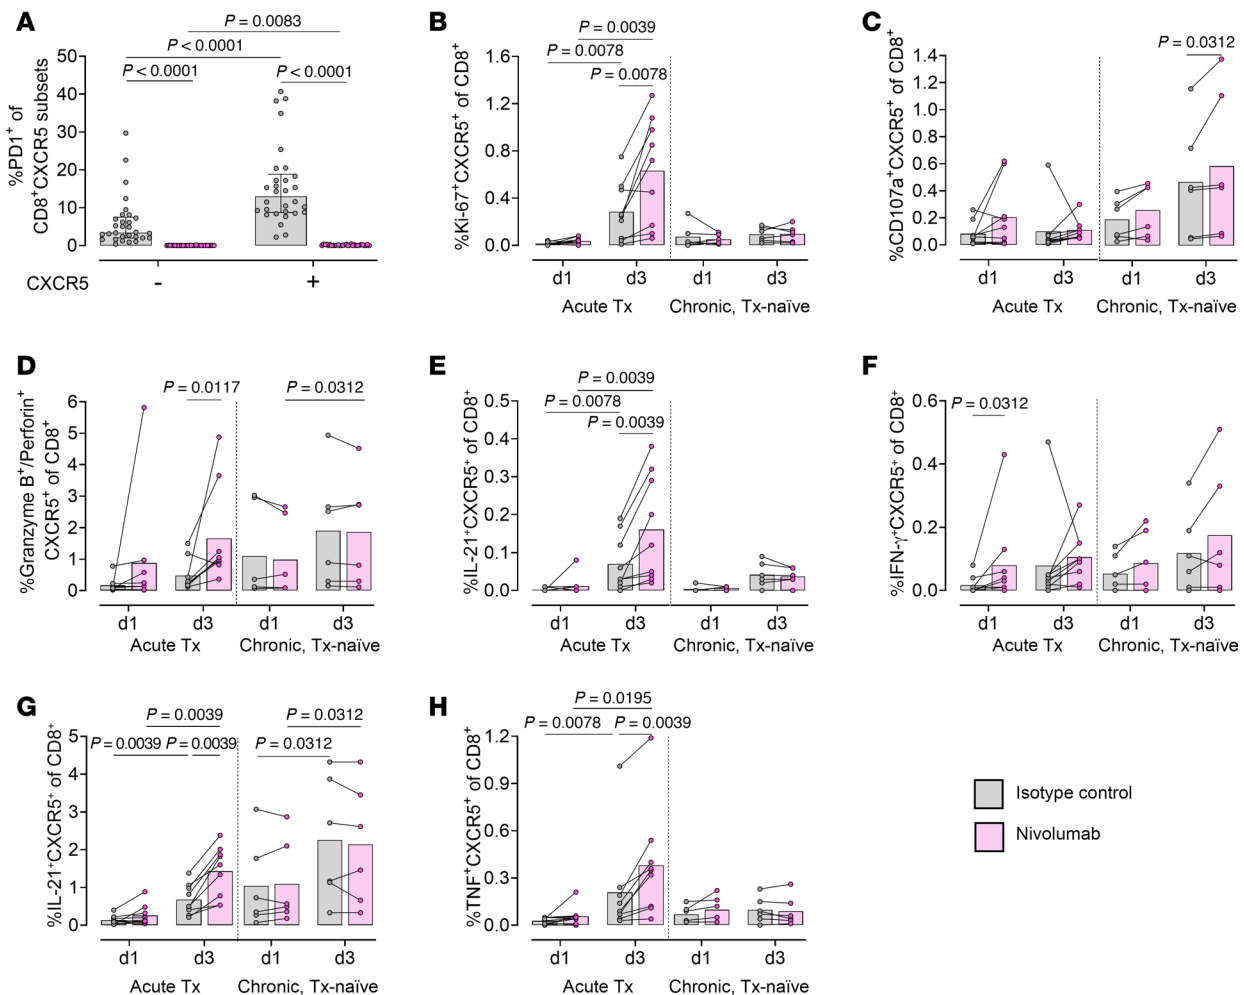 A
P = 0.0083
P < 0.0001
P < 0.0001
P < 0.0001
%PD1+ of
CD8+CXCR5 subsets
50
40
30
20
10
0
CXCR5
-
+
B
P = 0.0039
P = 0.0078
P = 0.0078
%Ki-67+CXCR5+ of CD8+
1.6
1.2
0.8
0.4
0.0
d1
d3
d1
d3
Acute Tx
Chronic, Tx-naïve
C
P = 0.0312
%CD107a+CXCR5+ of CD8+
1.4
1.2
1.0
0.8
0.6
0.4
0.2
0.0
d1
d3
d1
d3
Acute Tx
Chronic, Tx-naïve
D
P = 0.0117
P = 0.0312
%Granzyme B+/Perforin+
CXCR5+ of CD8+
6
5
4
3
2
1
0
d1
d3
d1
d3
Acute Tx
Chronic, Tx-naïve
E
P = 0.0039
P = 0.0078
P = 0.0039
%IL-21+CXCR5+ of CD8+
0.5
0.4
0.3
0.2
0.1
0.0
d1
d3
d1
d3
Acute Tx
Chronic, Tx-naïve
F
P = 0.0312
%IFN-γ+CXCR5+ of CD8+
0.6
0.4
0.2
0.0
d1
d3
d1
d3
Acute Tx
Chronic, Tx-naïve
G
P = 0.0039
P = 0.0312
P = 0.0039 P = 0.0039
P = 0.0312
%IL-21+CXCR5+ of CD8+
5
4
3
2
1
0
d1
d3
d1
d3
Acute Tx
Chronic, Tx-naïve
H
P = 0.0195
P = 0.0078
P = 0.0039
%TNF+CXCR5+ of CD8+
1.2
0.9
0.6
0.3
0.0
d1
d3
d1
d3
Acute Tx
Chronic, Tx-naïve
Isotype control
Nivolumab